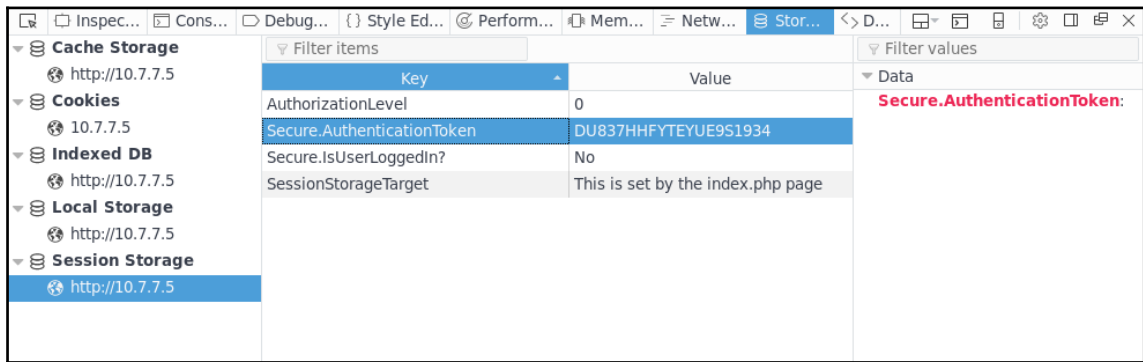 Inspec... Cons... Debug... {} Style Ed... Perform... Mem... Netw... Stor... D...
Cache Storage
http://10.7.7.5
Cookies
10.7.7.5
Indexed DB
http://10.7.7.5
Local Storage
http://10.7.7.5
Session Storage
http://10.7.7.5
Filter items
Key Value
AuthorizationLevel 0
Secure.AuthenticationToken DU837HHFYTEYUE9S1934
Secure.IsUserLoggedIn? No
SessionStorageTarget This is set by the index.php page
Filter values
Data
Secure.AuthenticationToken: